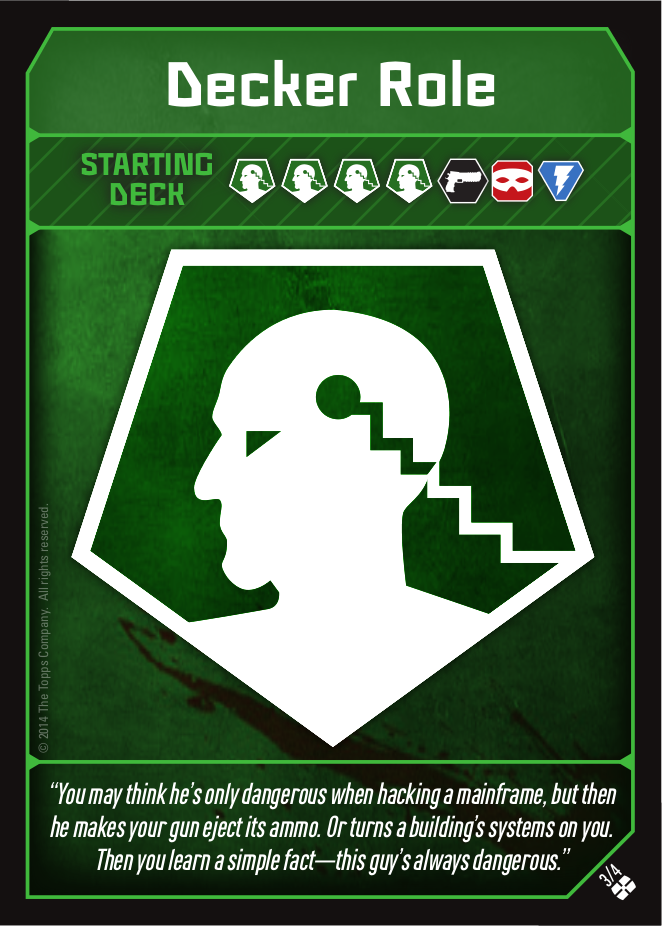 Decker Role
STARTING
DECK
“You may think he’s only dangerous when hacking a mainframe, but then
he makes your gun eject its ammo. Or turns a building’s systems on you.
Then you learn a simple fact—this guy’s always dangerous.”
© 2014 The Topps Company. All rights reserved.
3/4